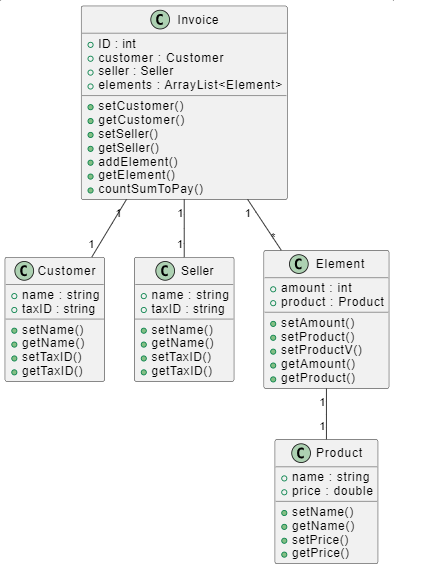 C Invoice
ID : int
customer : Customer
seller : Seller
elements : ArrayList<Element>
setCustomer()
getCustomer()
setSeller()
getSeller()
addElement()
getElement()
countSumToPay()
1 1 1
1 1 *
C Customer
name : string
taxID : string
setName()
getName()
setTaxID()
getTaxID()
C Seller
name : string
taxID : string
setName()
getName()
setTaxID()
getTaxID()
C Element
amount : int
product : Product
setAmount()
setProduct()
setProductV()
getAmount()
getProduct()
1
1
C Product
name : string
price : double
setName()
getName()
setPrice()
getPrice()